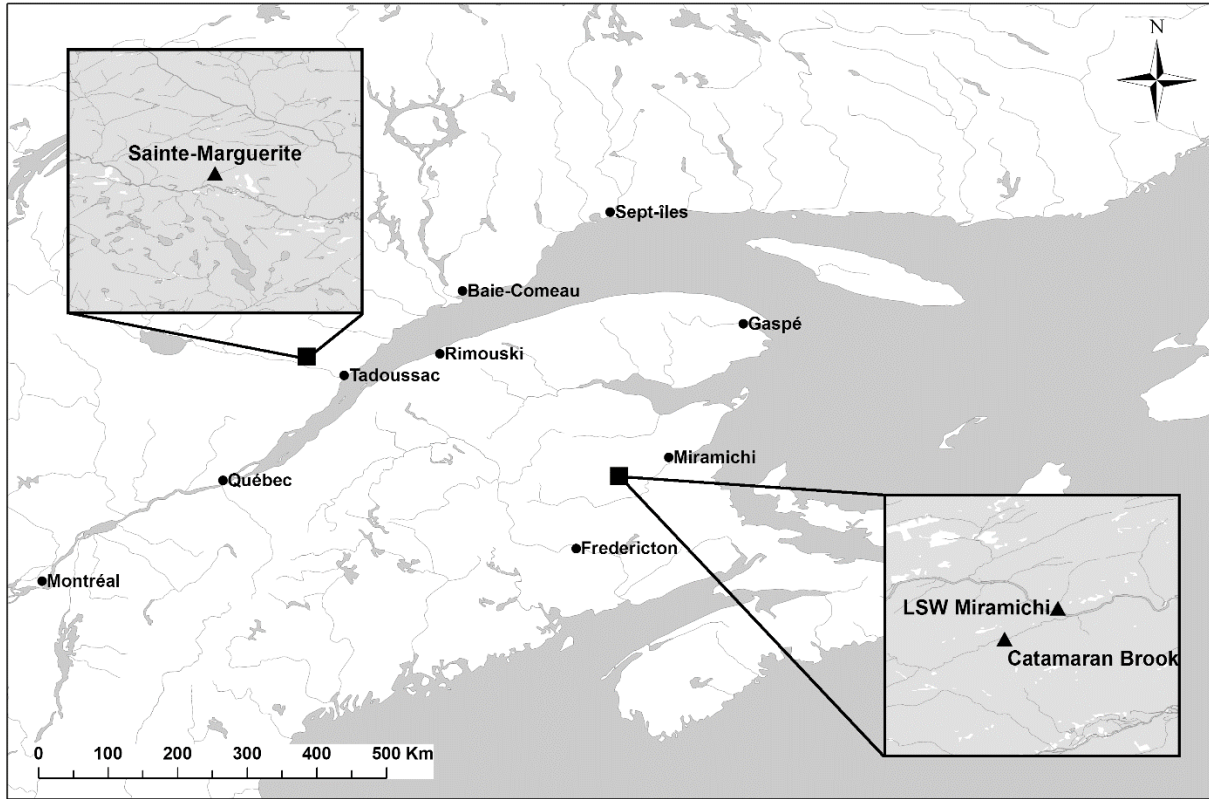 N
Sainte-Marguerite
Sept-îles
Baie-Comeau
Gaspé
Rimouski
Tadoussac
Miramichi
Québec
Fredericton
Montréal
LSW Miramichi
Catamaran Brook
0 100 200 300 400 500 Km